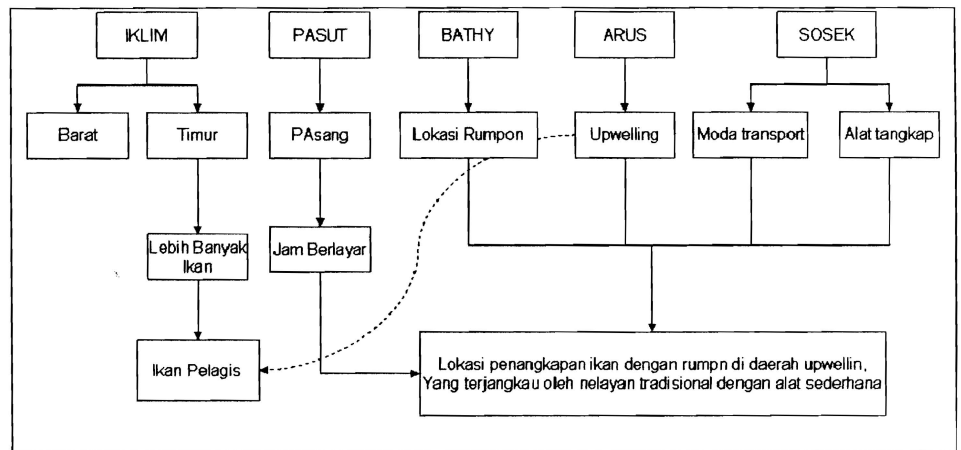 IKLIM
PASUT
BATHY
ARUS
SOSEK
Barat
Timur
PAsang
Lokasi Rumpon
Upwelling
Moda transport
Alat tangkap
Lebih Banyak
Ikan
Jam Berlayar
Ikan Pelagis
Lokasi penangkapan ikan dengan rumpn di daerah upwellin,
Yang terjangkau oleh nelayan tradisional dengan alat sederhana